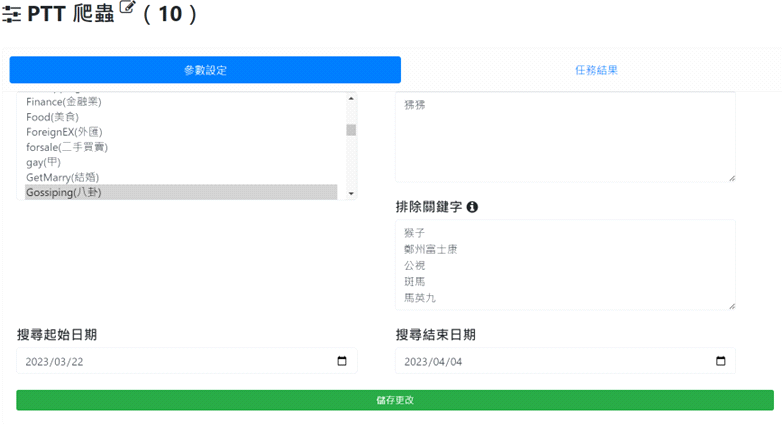 PTT 爬蟲 ( 10 )
參數設定
任務結果
Finance(金融業)
Food(美食)
ForeignEX(外匯)
forsale(二手買賣)
gay(甲)
GetMarry(結婚)
Gossiping(八卦)
狒狒
排除關鍵字
猴子
鄭州富士康
公視
斑馬
馬英九
搜尋起始日期
2023/03/22
搜尋結束日期
2023/04/04
儲存更改